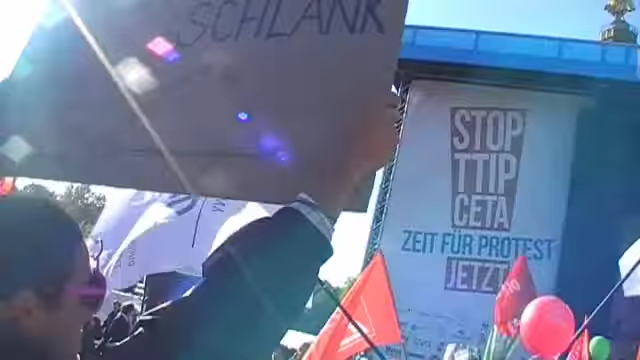 SCHLANK
STOP
TTIP
CETA
ZEIT FÜR PROTEST
JETZT